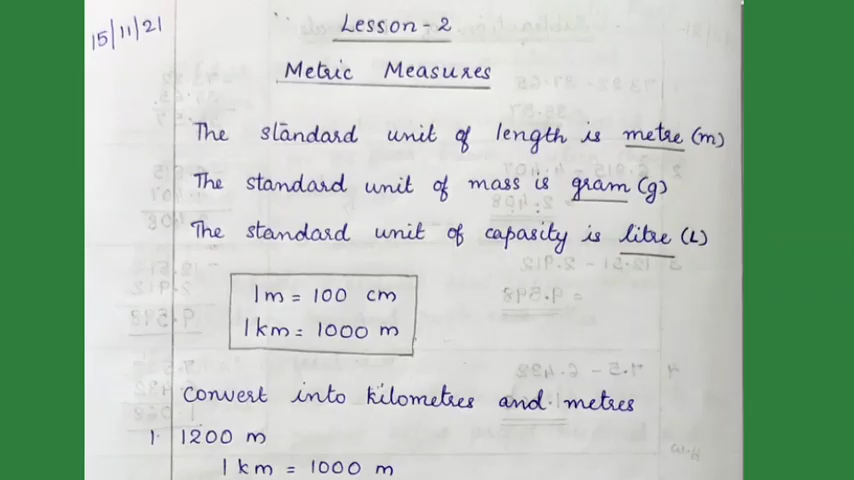 15/11/21
Lesson-2
Metric Measures
The standard unit of length is metre (m)
The standard unit of mass is gram (g)
The standard unit of capasity is litre (L)
1m = 100 cm
1km = 1000 m
Convert into kilometres and metres
1. 1200 m
1km = 1000 m